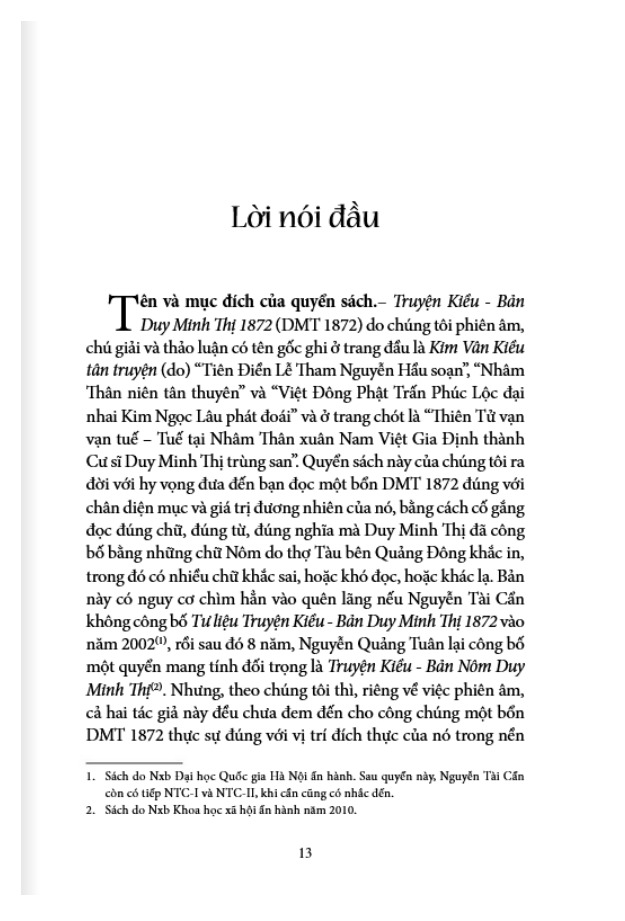 Lời nói đầu
Tên và mục đích của quyển sách.– Truyện Kiều - Bản
Duy Minh Thị 1872 (DMT 1872) do chúng tôi phiên âm,
chú giải và thảo luận có tên gốc ghi ở trang đầu là Kim Vân Kiều
tân truyện (do) “Tiên Điền Lễ Tham Nguyễn Hầu soạn”, “Nhâm
Thân niên tân thuyên” và “Việt Đông Phật Trấn Phúc Lộc đại
nhai Kim Ngọc Lâu phát đoái” và ở trang chót là “Thiên Tử vạn
vạn tuế – Tuế tại Nhâm Thân xuân Nam Việt Gia Định thành
Cư sĩ Duy Minh Thị trùng san”. Quyển sách này của chúng tôi ra
đời với hy vọng đưa đến bạn đọc một bổn DMT 1872 đúng với
chân diện mục và giá trị đương nhiên của nó, bằng cách cố gắng
đọc đúng chữ, đúng từ, đúng nghĩa mà Duy Minh Thị đã công
bố bằng những chữ Nôm do thợ Tàu bên Quảng Đông khắc in,
trong đó có nhiều chữ khắc sai, hoặc khó đọc, hoặc khác lạ. Bản
này có nguy cơ chìm hẳn vào quên lãng nếu Nguyễn Tài Cẩn
không công bố Tư liệu Truyện Kiều - Bản Duy Minh Thị 1872 vào
năm 2002(1), rồi sau đó 8 năm, Nguyễn Quảng Tuân lại công bố
một quyển mang tính đối trọng là Truyện Kiều - Bản Nôm Duy
Minh Thị(2). Nhưng, theo chúng tôi thì, riêng về việc phiên âm,
cả hai tác giả này đều chưa đem đến cho công chúng một bổn
DMT 1872 thực sự đúng với vị trí đích thực của nó trong nền
1. Sách do Nxb Đại học Quốc gia Hà Nội ấn hành. Sau quyển này, Nguyễn Tài Cẩn
còn có tiếp NTC-I và NTC-II, khi cần cũng có nhắc đến.
2. Sách do Nxb Khoa học xã hội ấn hành năm 2010.
13